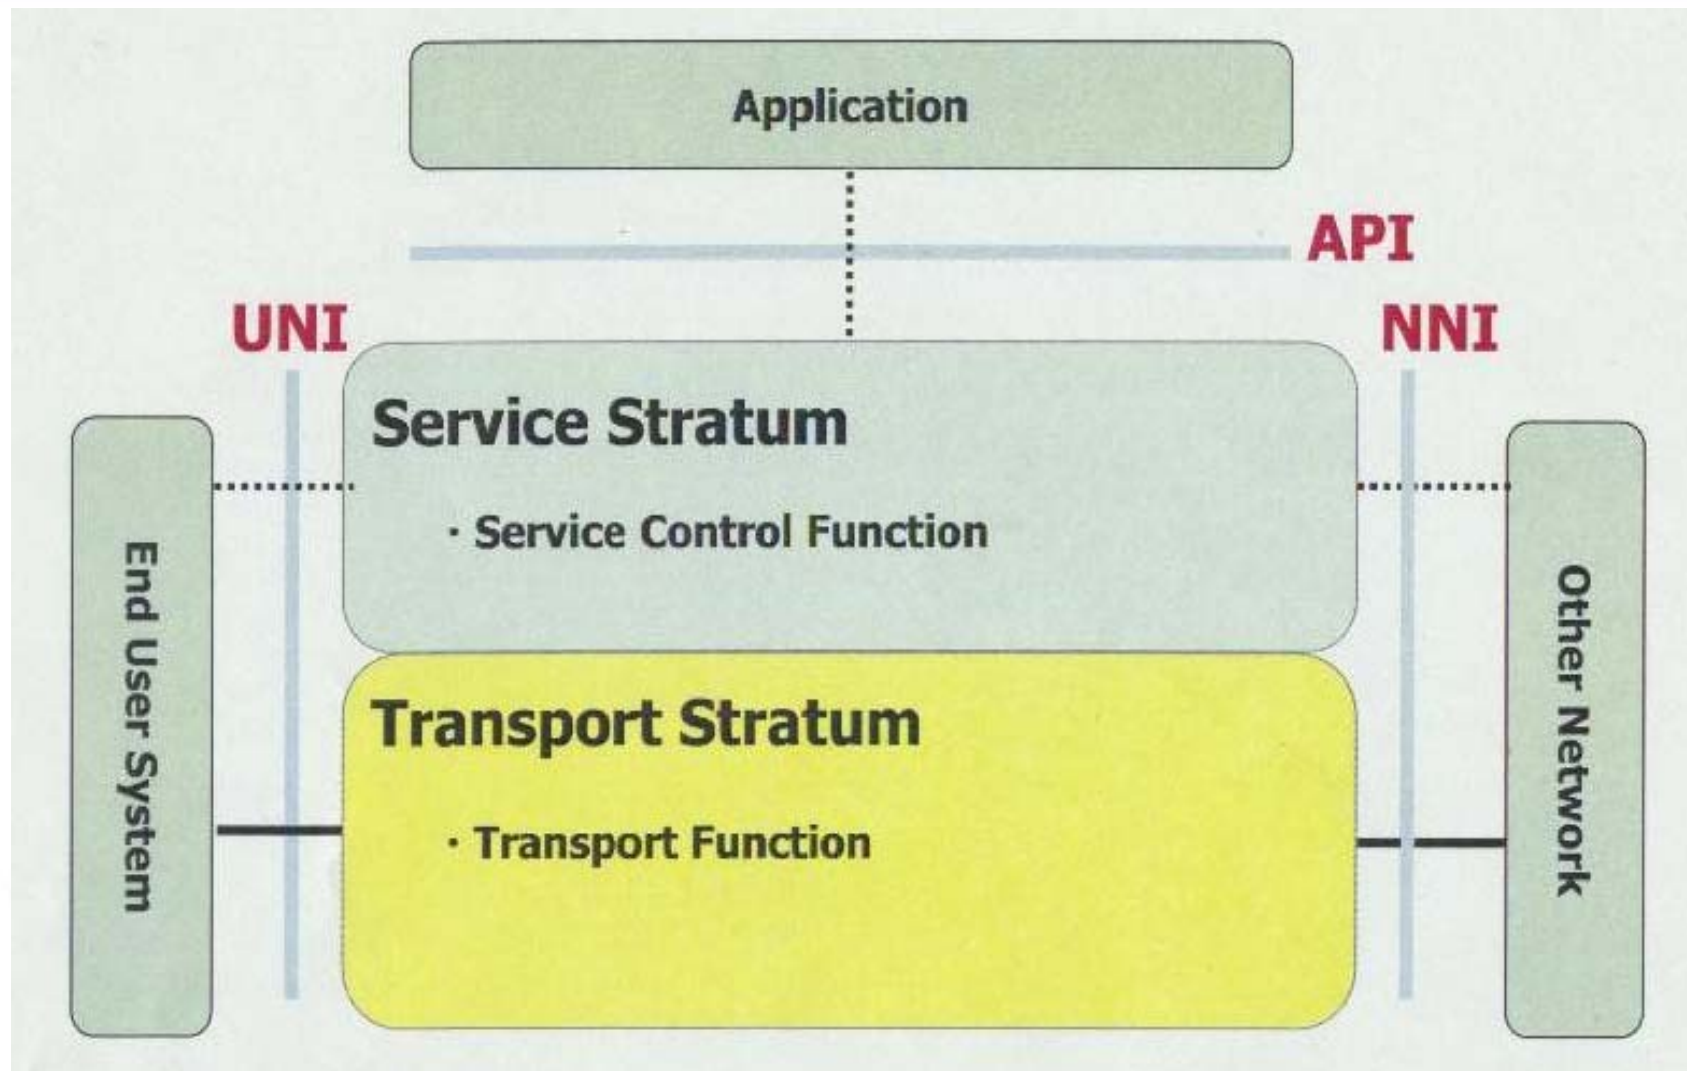 Application
API
UNI
NNI
Service Stratum
· Service Control Function
Transport Stratum
· Transport Function
End User System
Other Network